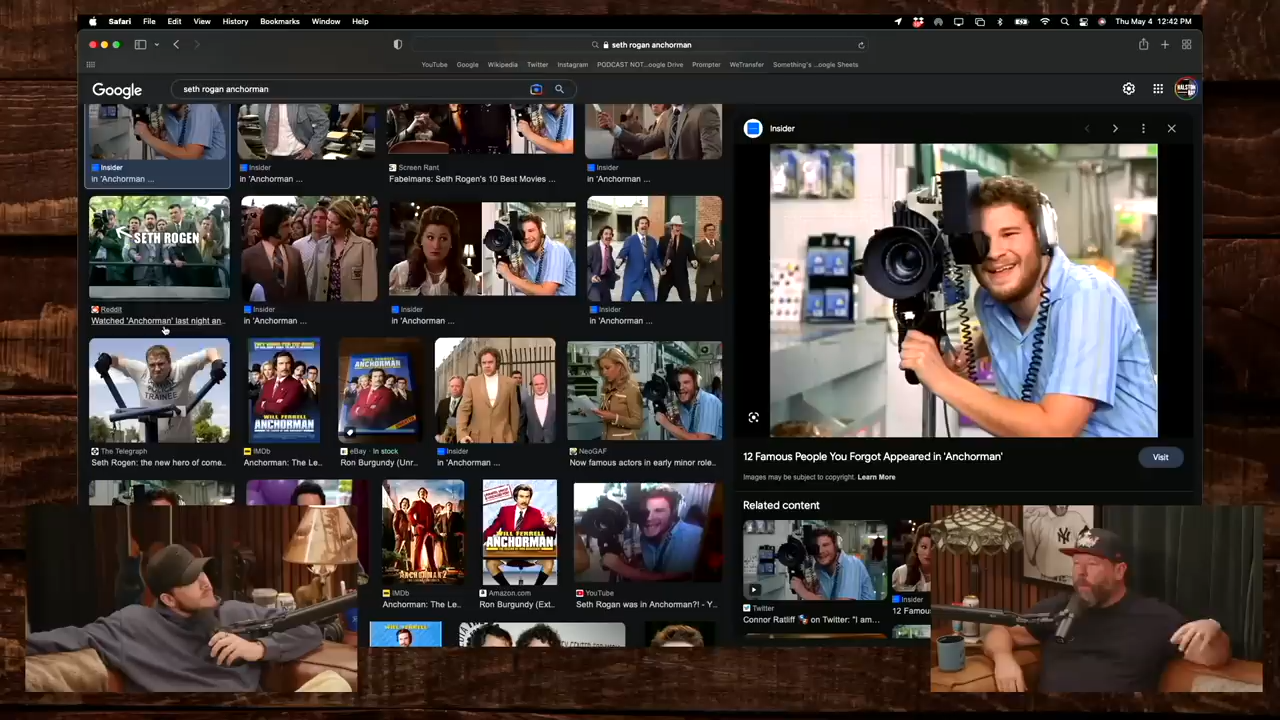 Safari File Edit View History Bookmarks Window Help
Thu May 4 12:42 PM
seth rogan anchorman
YouTube Google Wikipedia Twitter Instagram PODCAST NOT...oogle Drive Prompter WeTransfer Something's ...oogle Sheets
Google
seth rogan anchorman
Insider
in 'Anchorman ...
Insider
in 'Anchorman ...
Screen Rant
Fabelmans: Seth Rogen's 10 Best Movies ...
Insider
in 'Anchorman ...
SETH ROGEN
Reddit
Watched 'Anchorman' last night an...
Insider
in 'Anchorman ...
Insider
in 'Anchorman ...
Insider
in 'Anchorman ...
TRAINEE
The Telegraph
Seth Rogen: the new hero of come...
WILL FERRELL
ANCHORMAN
IMDb
Anchorman: The Le...
ANCHORMAN
eBay · In stock
Ron Burgundy (Unr...
Insider
in 'Anchorman ...
NeoGAF
Now famous actors in early minor role...
ANCHORMAN 2
IMDb
Anchorman: The Le...
WILL FERRELL
ANCHORMAN
Amazon.com
Ron Burgundy (Ext...
YouTube
Seth Rogan was in Anchorman?! - Y...
Insider
12 Famous People You Forgot Appeared in 'Anchorman'
Visit
Images may be subject to copyright. Learn More
Related content
Twitter
Connor Ratliff on Twitter: "I am...
Insider
12 Famou